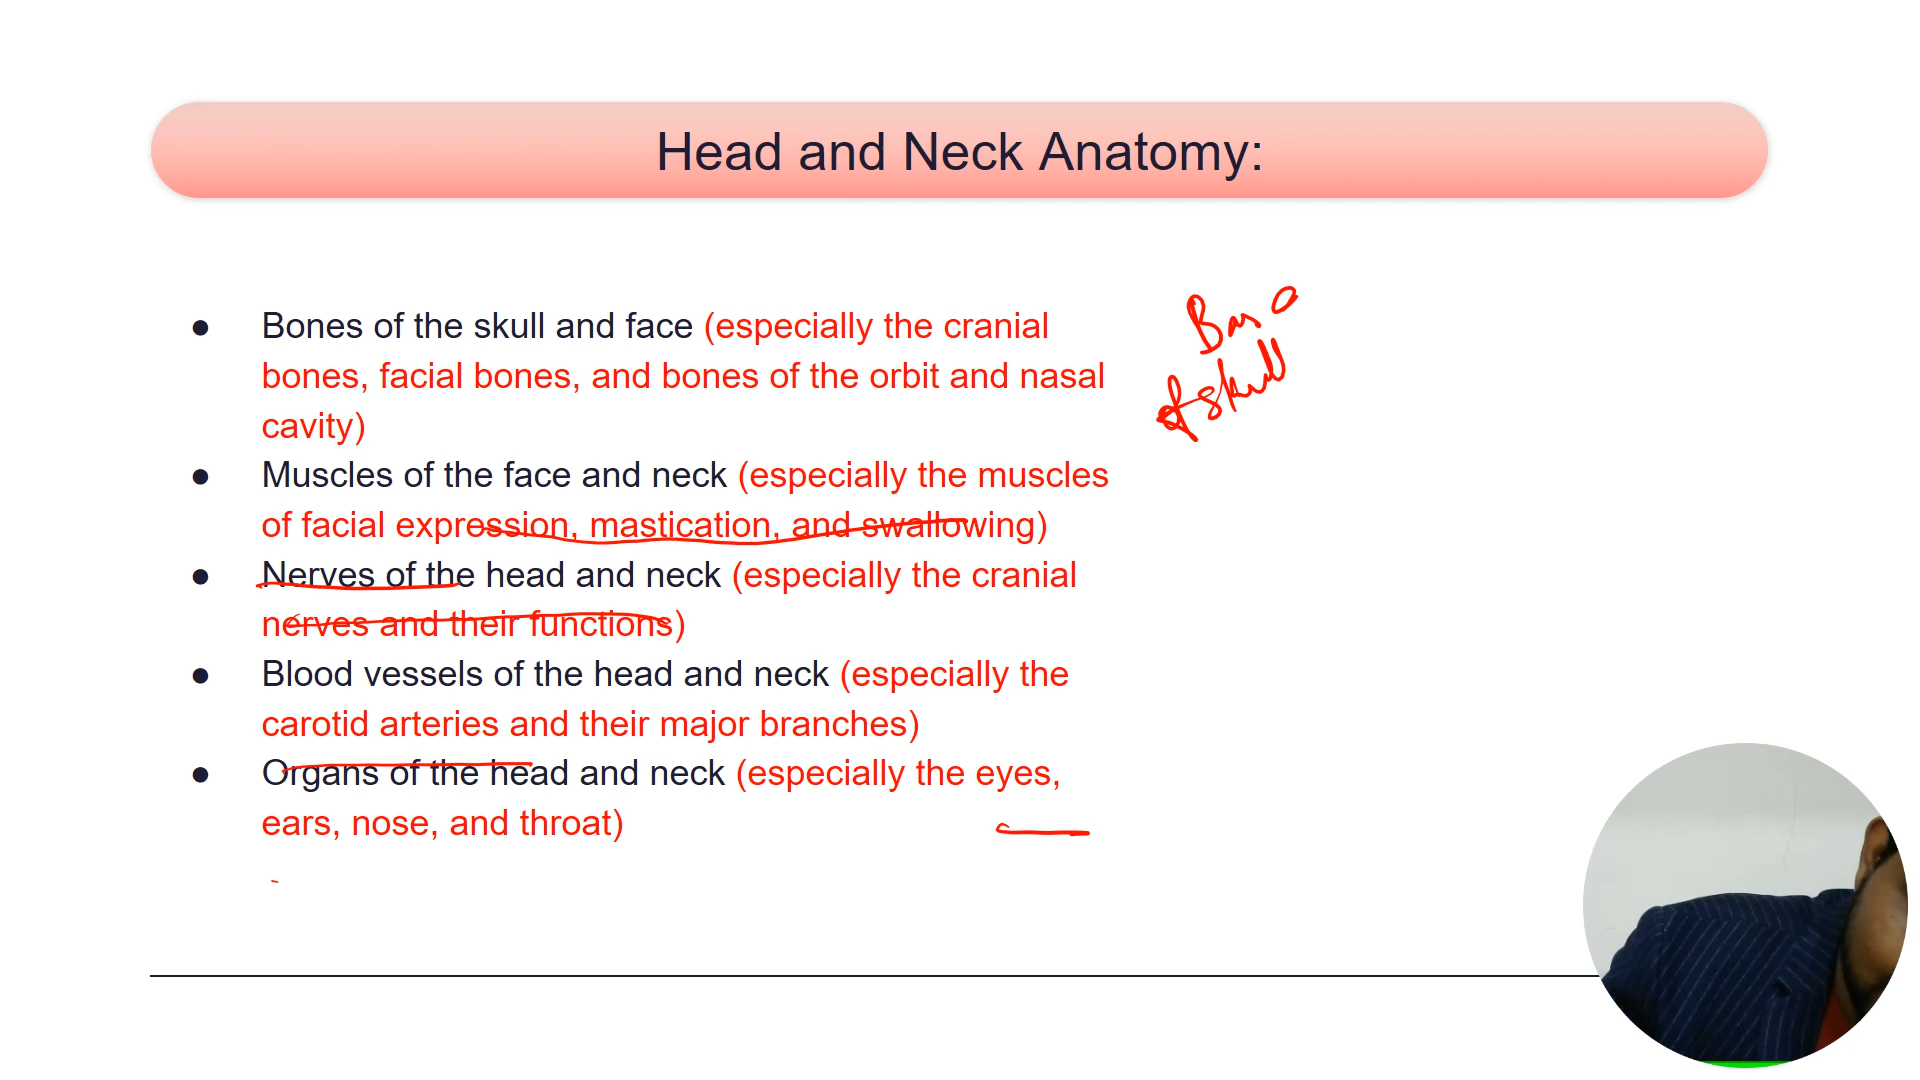 Head and Neck Anatomy:
● Bones of the skull and face (especially the cranial
bones, facial bones, and bones of the orbit and nasal
cavity)
● Muscles of the face and neck (especially the muscles
of facial expression, mastication, and swallowing)
● Nerves of the head and neck (especially the cranial
nerves and their functions)
● Blood vessels of the head and neck (especially the
carotid arteries and their major branches)
● Organs of the head and neck (especially the eyes,
ears, nose, and throat)
of skull